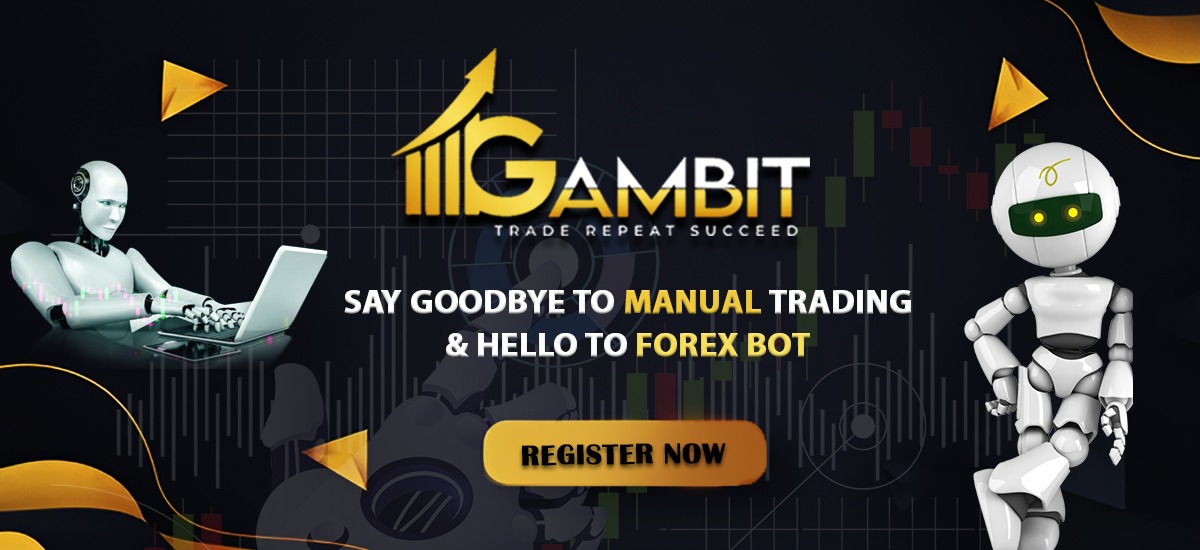 GAMBIT
TRADE REPEAT SUCCEED
SAY GOODBYE TO MANUAL TRADING
& HELLO TO FOREX BOT
REGISTER NOW